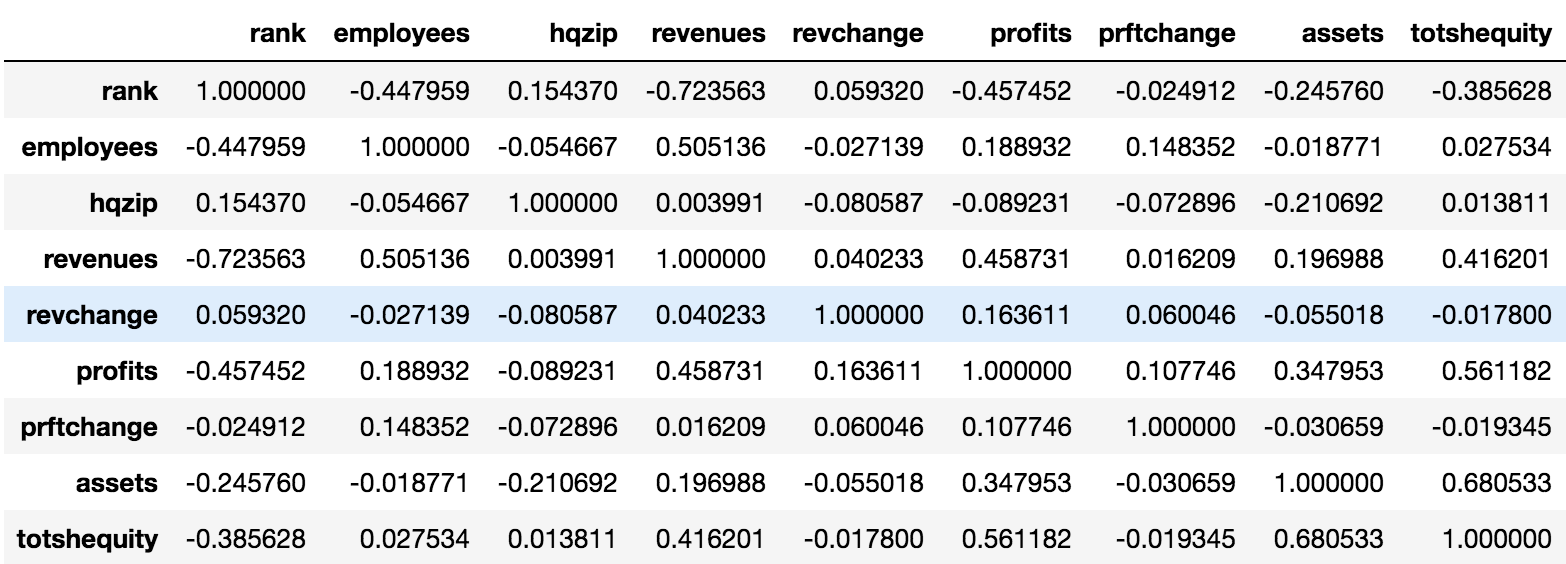 rank employees hqzip revenues revchange profits prftchange assets totshequity
rank 1.000000 -0.447959 0.154370 -0.723563 0.059320 -0.457452 -0.024912 -0.245760 -0.385628
employees -0.447959 1.000000 -0.054667 0.505136 -0.027139 0.188932 0.148352 -0.018771 0.027534
hqzip 0.154370 -0.054667 1.000000 0.003991 -0.080587 -0.089231 -0.072896 -0.210692 0.013811
revenues -0.723563 0.505136 0.003991 1.000000 0.040233 0.458731 0.016209 0.196988 0.416201
revchange 0.059320 -0.027139 -0.080587 0.040233 1.000000 0.163611 0.060046 -0.055018 -0.017800
profits -0.457452 0.188932 -0.089231 0.458731 0.163611 1.000000 0.107746 0.347953 0.561182
prftchange -0.024912 0.148352 -0.072896 0.016209 0.060046 0.107746 1.000000 -0.030659 -0.019345
assets -0.245760 -0.018771 -0.210692 0.196988 -0.055018 0.347953 -0.030659 1.000000 0.680533
totshequity -0.385628 0.027534 0.013811 0.416201 -0.017800 0.561182 -0.019345 0.680533 1.000000